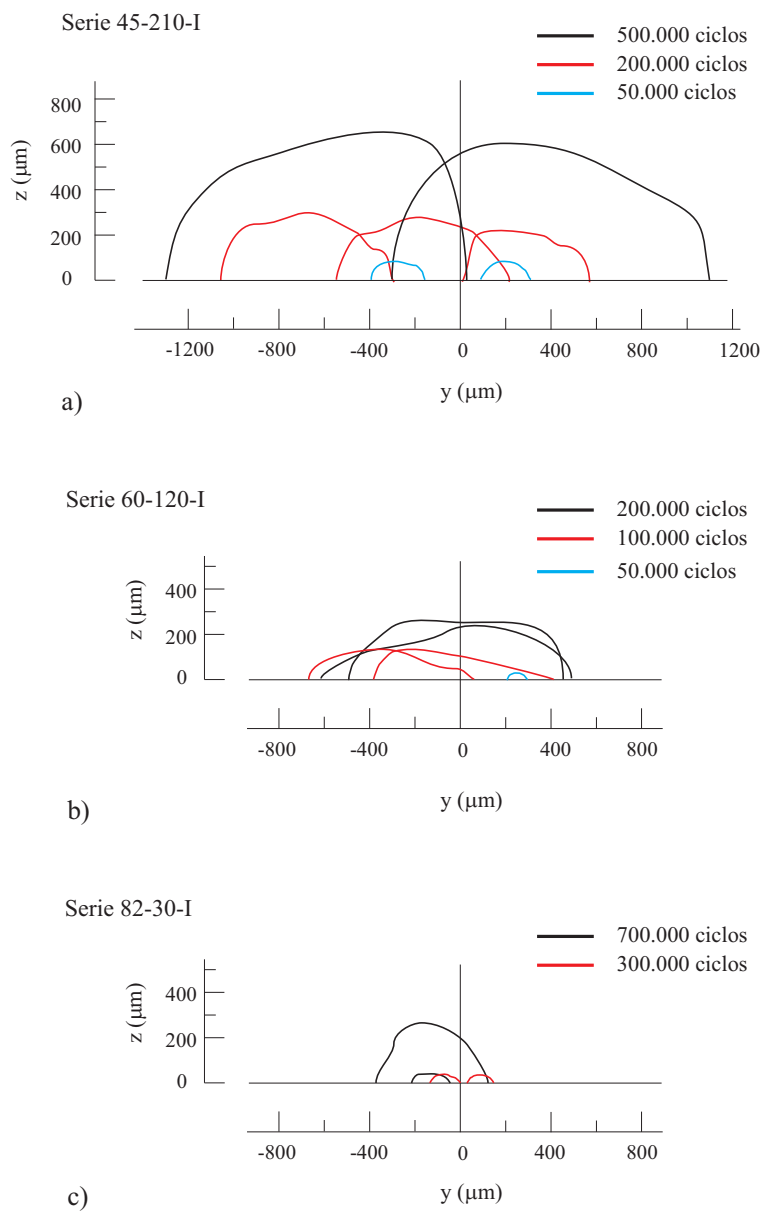 Serie 45-210-I
500.000 ciclos
200.000 ciclos
50.000 ciclos
800
600
400
200
0
z (μm)
-1200 -800 -400 0 400 800 1200
y (μm)
a)
Serie 60-120-I
200.000 ciclos
100.000 ciclos
50.000 ciclos
400
200
0
z (μm)
-800 -400 0 400 800
y (μm)
b)
Serie 82-30-I
700.000 ciclos
300.000 ciclos
400
200
0
z (μm)
-800 -400 0 400 800
y (μm)
c)